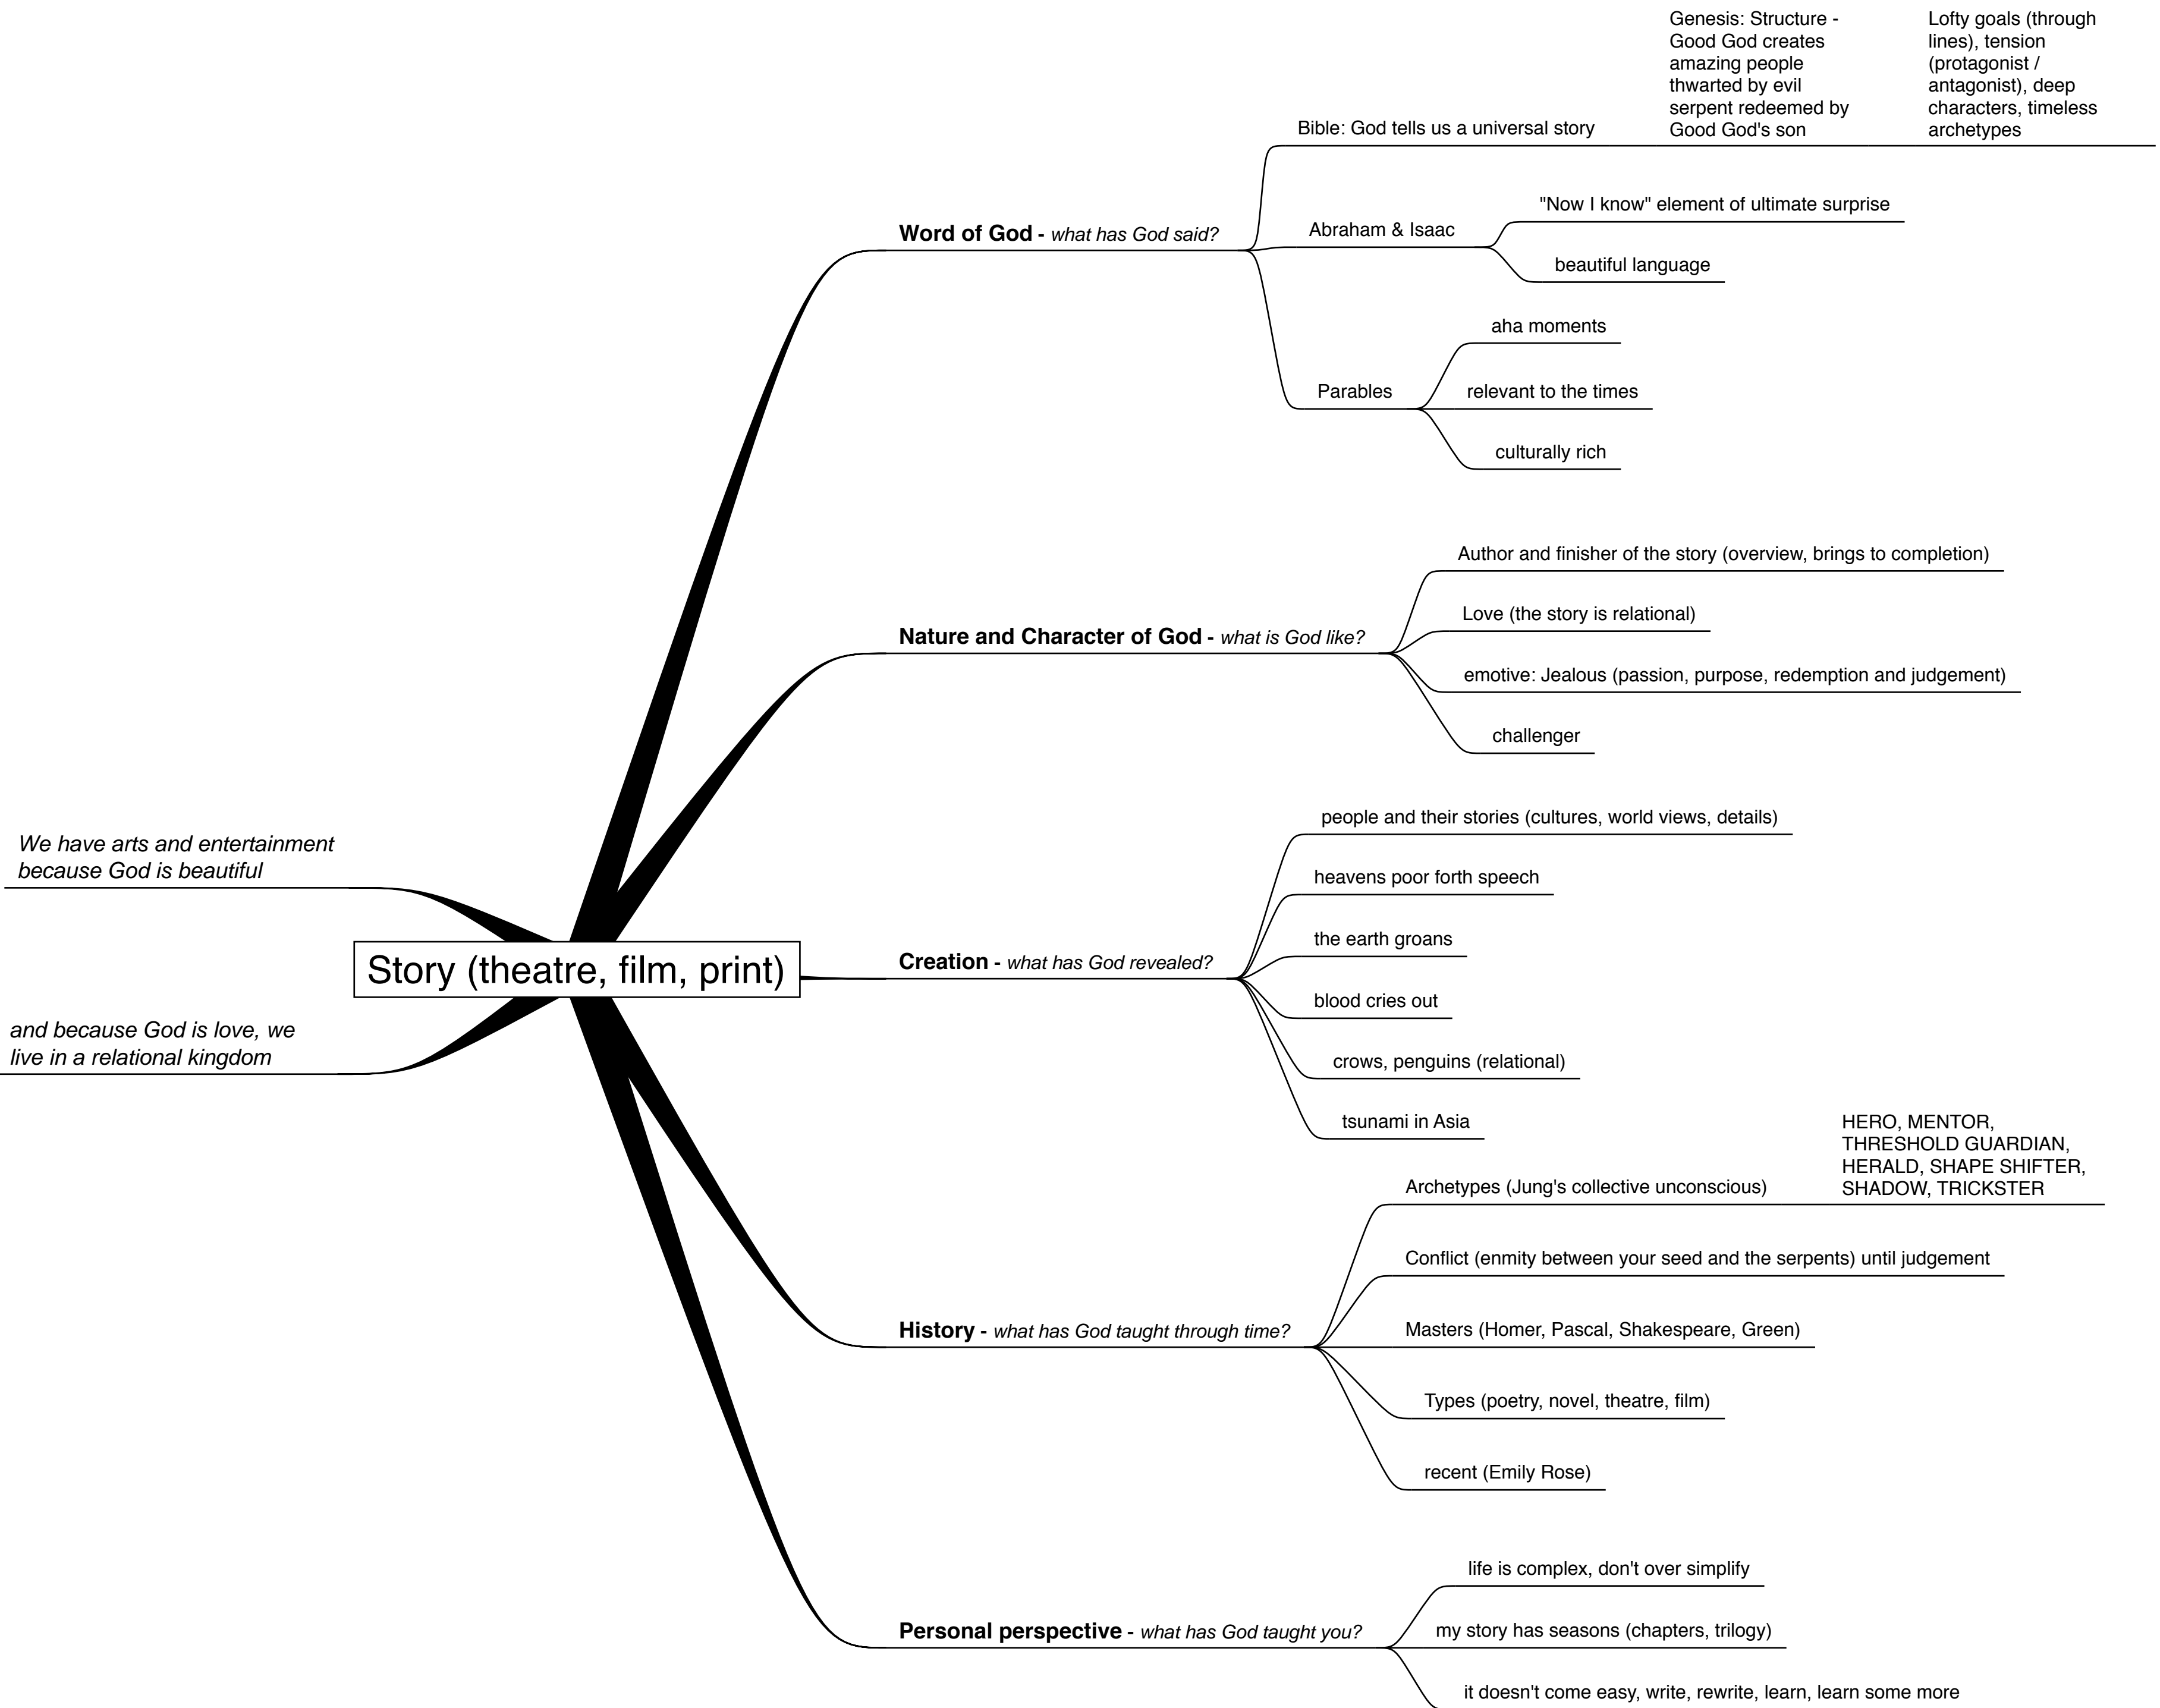 Genesis: Structure -
Good God creates
amazing people
thwarted by evil
serpent redeemed by
Good God's son
Lofty goals (through
lines), tension
(protagonist /
antagonist), deep
characters, timeless
archetypes
Bible: God tells us a universal story
"Now I know" element of ultimate surprise
Abraham & Isaac
beautiful language
Word of God - what has God said?
aha moments
Parables
relevant to the times
culturally rich
Author and finisher of the story (overview, brings to completion)
Love (the story is relational)
Nature and Character of God - what is God like?
emotive: Jealous (passion, purpose, redemption and judgement)
challenger
We have arts and entertainment
because God is beautiful
Story (theatre, film, print)
and because God is love, we
live in a relational kingdom
people and their stories (cultures, world views, details)
heavens poor forth speech
the earth groans
Creation - what has God revealed?
blood cries out
crows, penguins (relational)
tsunami in Asia
HERO, MENTOR,
THRESHOLD GUARDIAN,
HERALD, SHAPE SHIFTER,
SHADOW, TRICKSTER
Archetypes (Jung's collective unconscious)
Conflict (enmity between your seed and the serpents) until judgement
History - what has God taught through time?
Masters (Homer, Pascal, Shakespeare, Green)
Types (poetry, novel, theatre, film)
recent (Emily Rose)
life is complex, don't over simplify
Personal perspective - what has God taught you?
my story has seasons (chapters, trilogy)
it doesn't come easy, write, rewrite, learn, learn some more